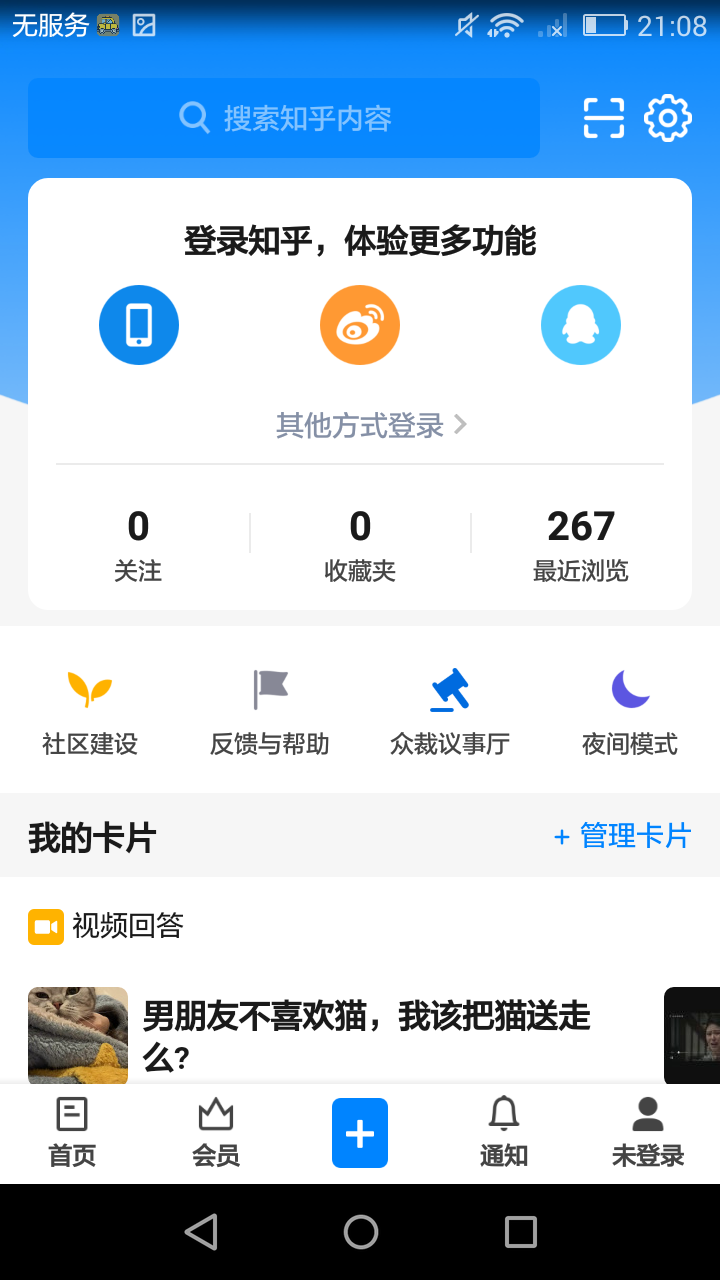 无服务 21:08
搜索知乎内容
登录知乎，体验更多功能
其他方式登录
0 0 267
关注 收藏夹 最近浏览
社区建设 反馈与帮助 众裁议事厅 夜间模式
我的卡片 + 管理卡片
视频回答
男朋友不喜欢猫，我该把猫送走
么?
首页 会员 通知 未登录